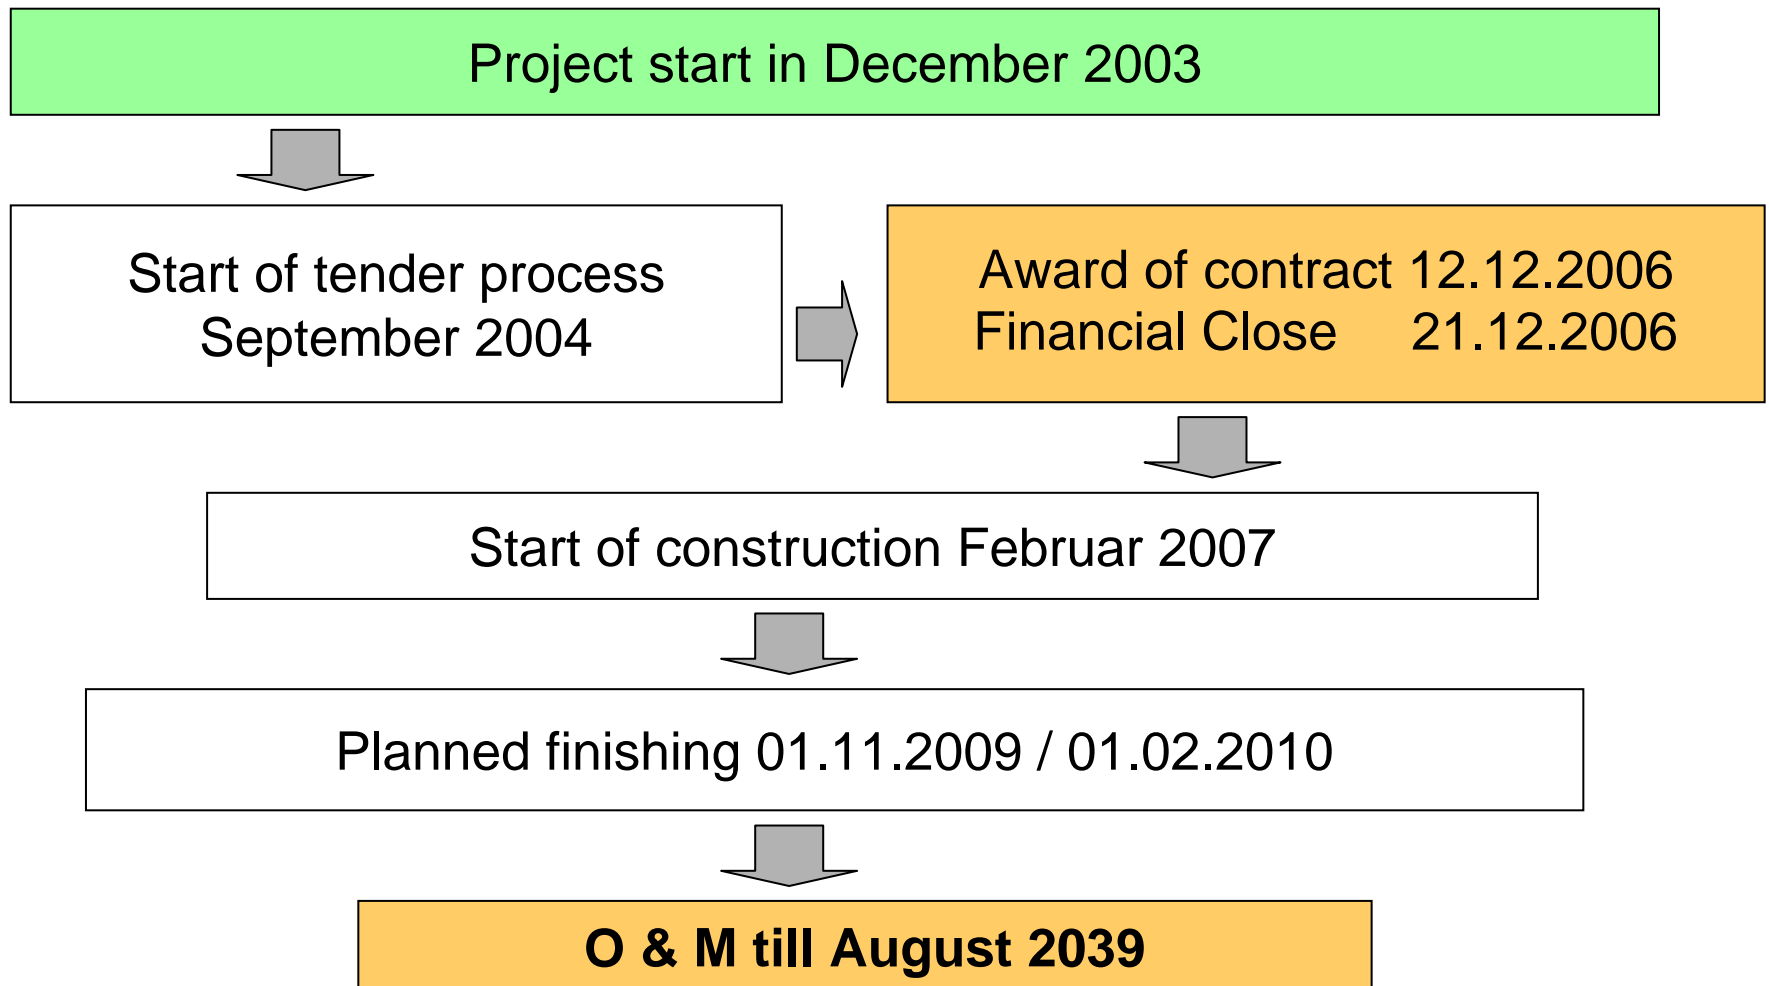 Project start in December 2003
Start of tender process
September 2004
Award of contract 12.12.2006
Financial Close 21.12.2006
Start of construction Februar 2007
Planned finishing 01.11.2009 / 01.02.2010
O & M till August 2039